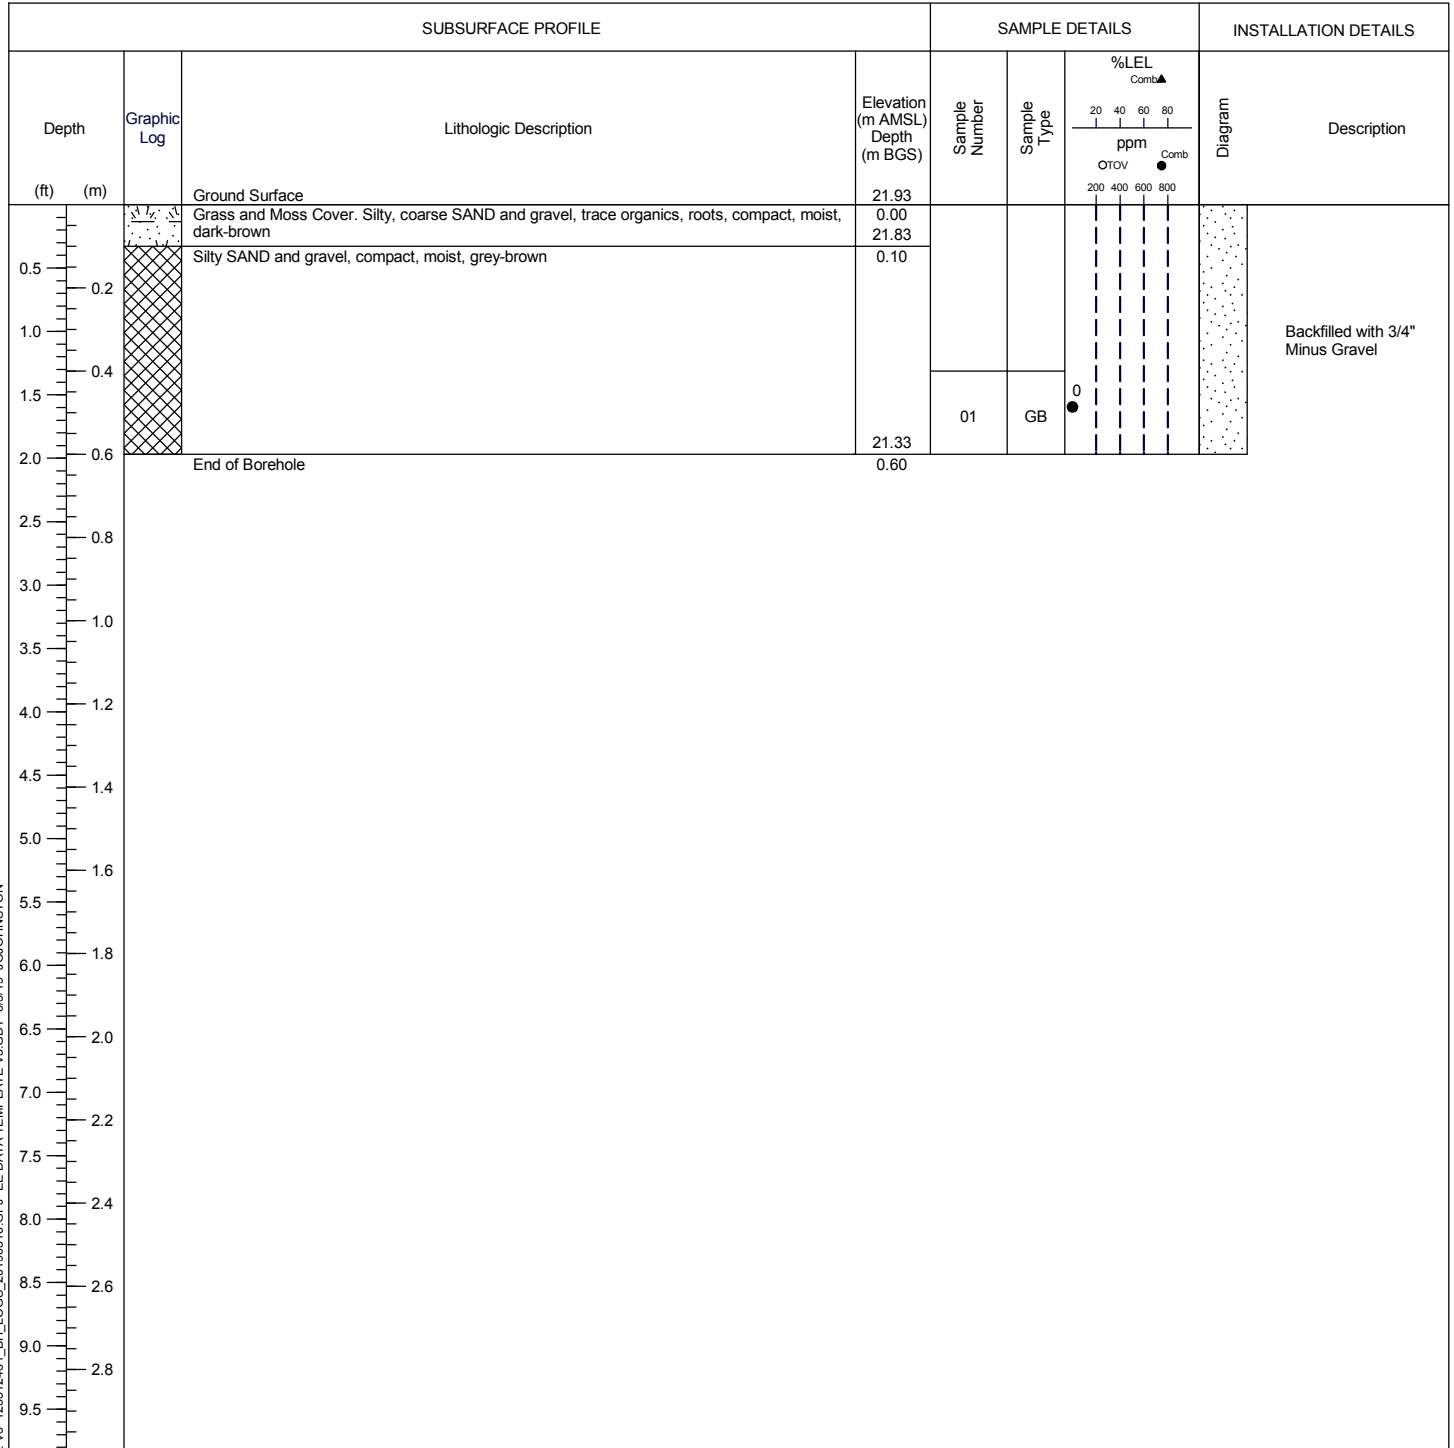 SUBSURFACE PROFILE
SAMPLE DETAILS
INSTALLATION DETAILS
Depth
(ft) (m)
Graphic
Log
Lithologic Description
Elevation
(m AMSL)
Depth
(m BGS)
Sample
Number
Sample
Type
%LEL
Comb
20 40 60 80
ppm
TOV
Comb
200 400 600 800
Diagram
Description
Ground Surface
21.93
Grass and Moss Cover. Silty, coarse SAND and gravel, trace organics, roots, compact, moist,
dark-brown
0.00
21.83
Silty SAND and gravel, compact, moist, grey-brown
0.10
0.5
0.2
1.0
Backfilled with 3/4"
Minus Gravel
0.4
1.5
0
01
GB
21.33
2.0
0.6
End of Borehole
0.60
2.5
0.8
3.0
1.0
3.5
1.2
4.0
4.5
1.4
5.0
1.6
5.5
1.8
6.0
6.5
2.0
7.0
2.2
7.5
2.4
8.0
8.5
2.6
9.0
2.8
9.5